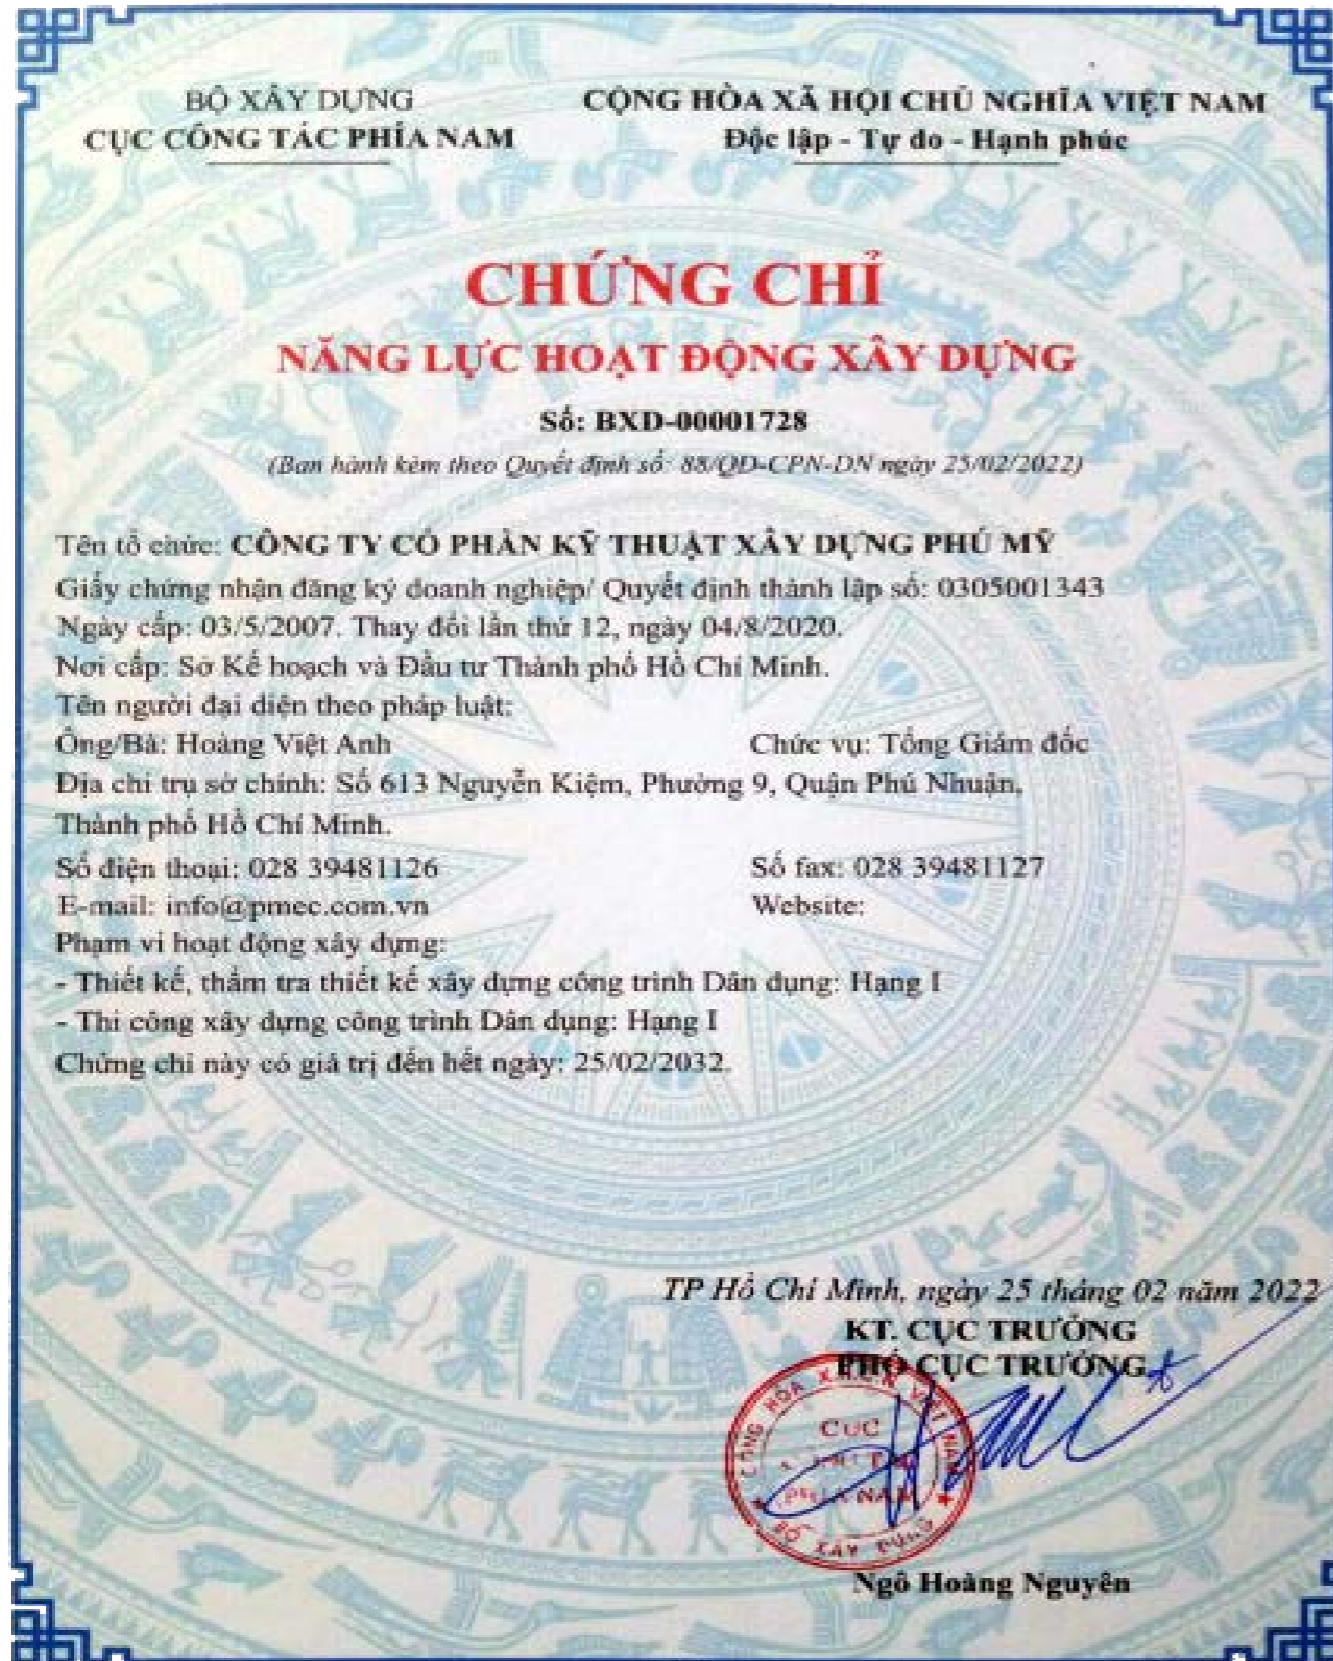 BỘ XÂY DỰNG
CỤC CÔNG TÁC PHÍA NAM
CỘNG HÒA XÃ HỘI CHỦ NGHĨA VIỆT NAM
Độc lập - Tự do - Hạnh phúc
CHỨNG CHỈ
NĂNG LỰC HOẠT ĐỘNG XÂY DỰNG
Số: BXD-00001728
(Ban hành kèm theo Quyết định số: 88/QD-CPN-DN ngày 25/02/2022)
Tên tổ chức: CÔNG TY CỔ PHẦN KỸ THUẬT XÂY DỰNG PHÚ MỸ
Giấy chứng nhận đăng ký doanh nghiệp/ Quyết định thành lập số: 0305001343
Ngày cấp: 03/5/2007. Thay đổi lần thứ 12, ngày 04/8/2020.
Nơi cấp: Sở Kế hoạch và Đầu tư Thành phố Hồ Chí Minh.
Tên người đại diện theo pháp luật:
Ông/Bà: Hoàng Việt Anh Chức vụ: Tổng Giám đốc
Địa chỉ trụ sở chính: Số 613 Nguyễn Kiệm, Phường 9, Quận Phú Nhuận,
Thành phố Hồ Chí Minh.
Số điện thoại: 028 39481126 Số fax: 028 39481127
E-mail: info@pmec.com.vn Website:
Phạm vi hoạt động xây dựng:
- Thiết kế, thẩm tra thiết kế xây dựng công trình Dân dụng: Hạng I
- Thi công xây dựng công trình Dân dụng: Hạng I
Chứng chỉ này có giá trị đến hết ngày: 25/02/2032.
TP Hồ Chí Minh, ngày 25 tháng 02 năm 2022
KT. CỤC TRƯỞNG
PHÓ CỤC TRƯỞNG
CỘNG HÒA X.H.C.N VIỆT NAM
CỤC
PHÍA NAM
BỘ XÂY DỰNG
Ngô Hoàng Nguyên